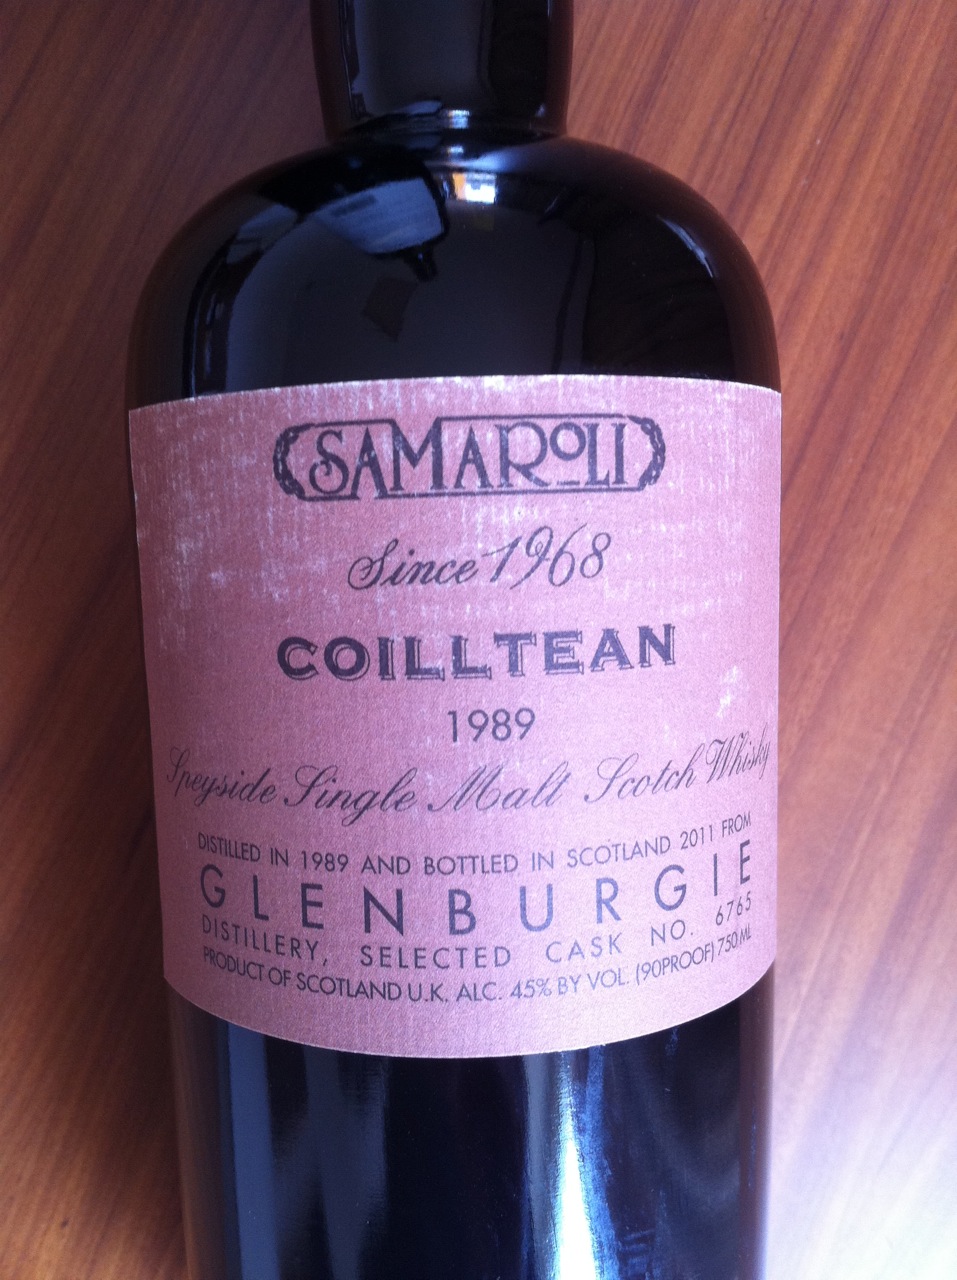 SAMAROLI
Since 1968
COILLTEAN
1989
Speyside Single Malt Scotch Whisky
DISTILLED IN 1989 AND BOTTLED IN SCOTLAND 2011 FROM
GLENBURGIE
DISTILLERY, SELECTED CASK NO. 6765
PRODUCT OF SCOTLAND U.K. ALC. 45% BY VOL. (90PROOF) 750 ML